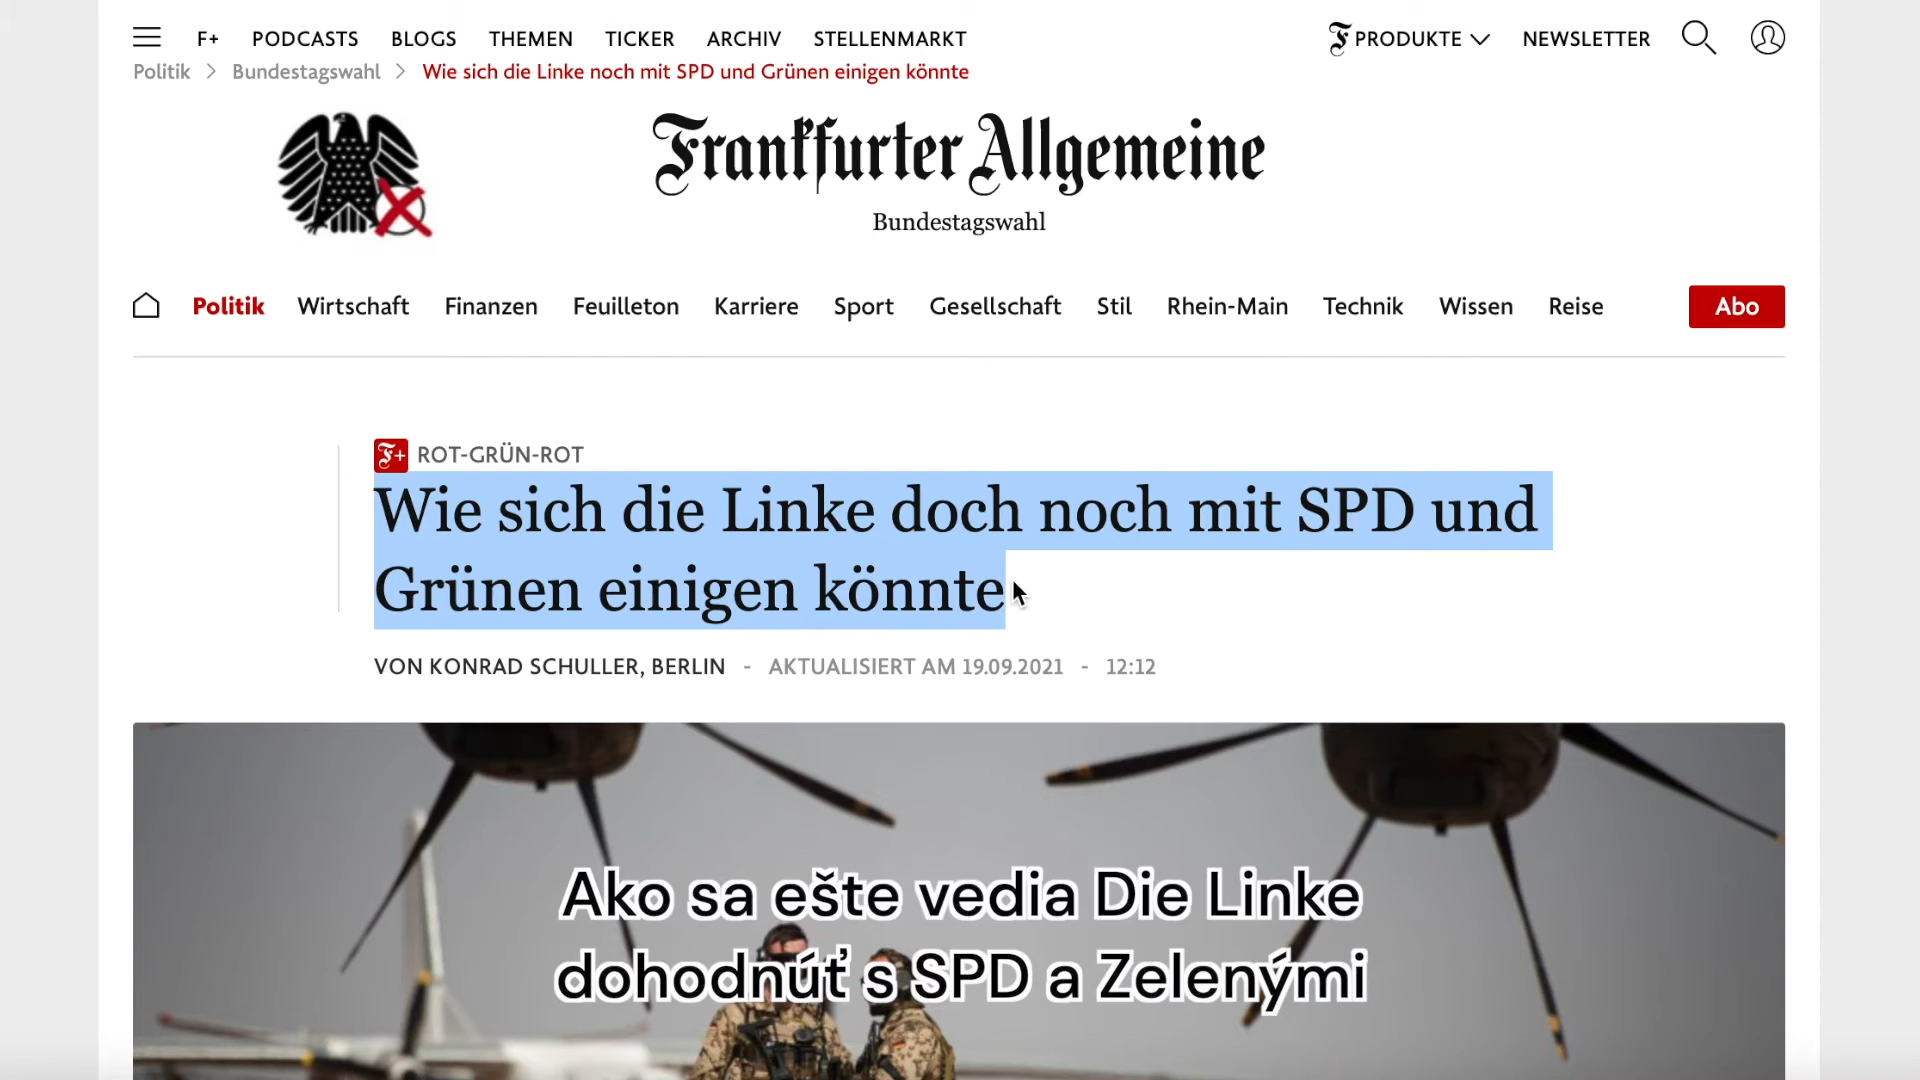 F+ PODCASTS BLOGS THEMEN TICKER ARCHIV STELLENMARKT PRODUKTE NEWSLETTER
Politik > Bundestagswahl > Wie sich die Linke noch mit SPD und Grünen einigen könnte
Frankfurter Allgemeine
Bundestagswahl
Politik Wirtschaft Finanzen Feuilleton Karriere Sport Gesellschaft Stil Rhein-Main Technik Wissen Reise Abo
F+ ROT-GRÜN-ROT
Wie sich die Linke doch noch mit SPD und
Grünen einigen könnte
VON KONRAD SCHULLER, BERLIN - AKTUALISIERT AM 19.09.2021 - 12:12
Ako sa ešte vedia Die Linke
dohodnúť s SPD a Zelenými